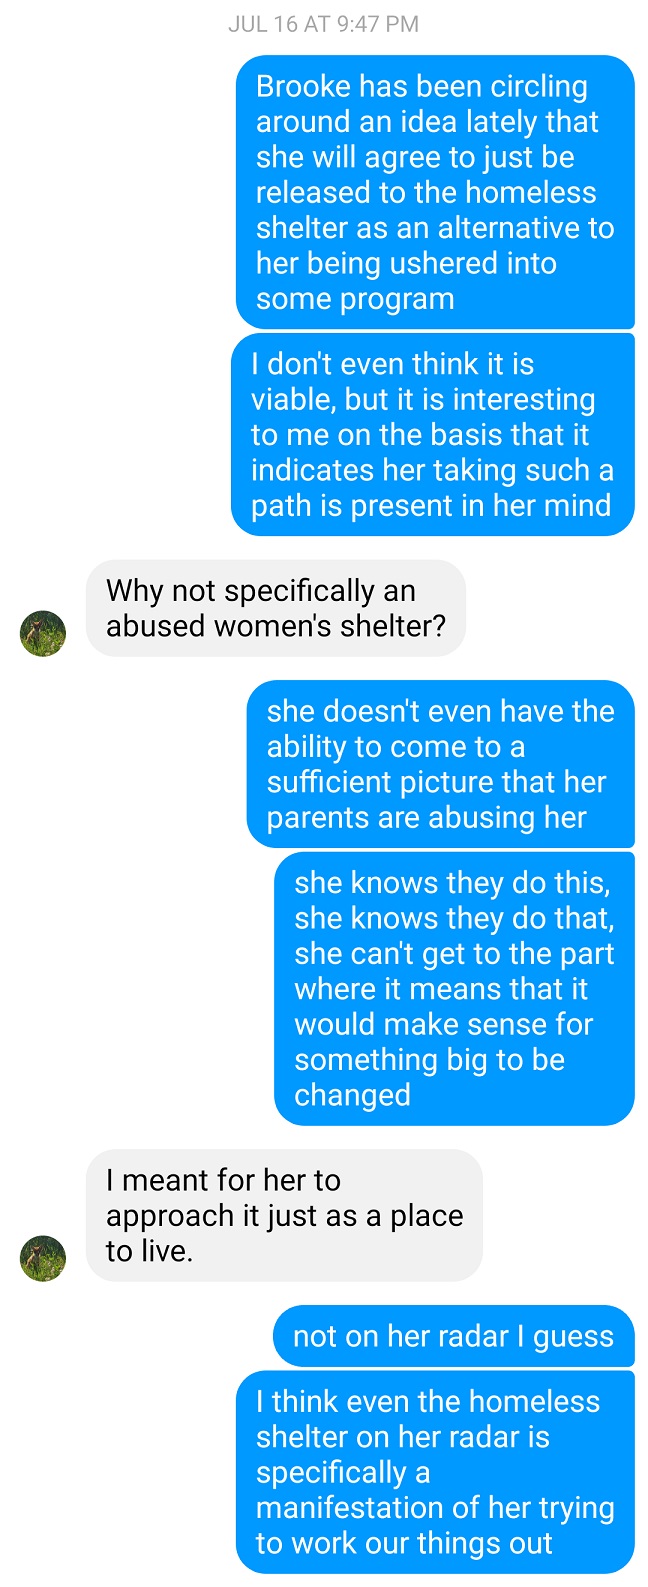 JUL 16 AT 9:47 PM
Brooke has been circling
around an idea lately that
she will agree to just be
released to the homeless
shelter as an alternative to
her being ushered into
some program
I don't even think it is
viable, but it is interesting
to me on the basis that it
indicates her taking such a
path is present in her mind
Why not specifically an
abused women's shelter?
she doesn't even have the
ability to come to a
sufficient picture that her
parents are abusing her
she knows they do this,
she knows they do that,
she can't get to the part
where it means that it
would make sense for
something big to be
changed
I meant for her to
approach it just as a place
to live.
not on her radar I guess
I think even the homeless
shelter on her radar is
specifically a
manifestation of her trying
to work our things out